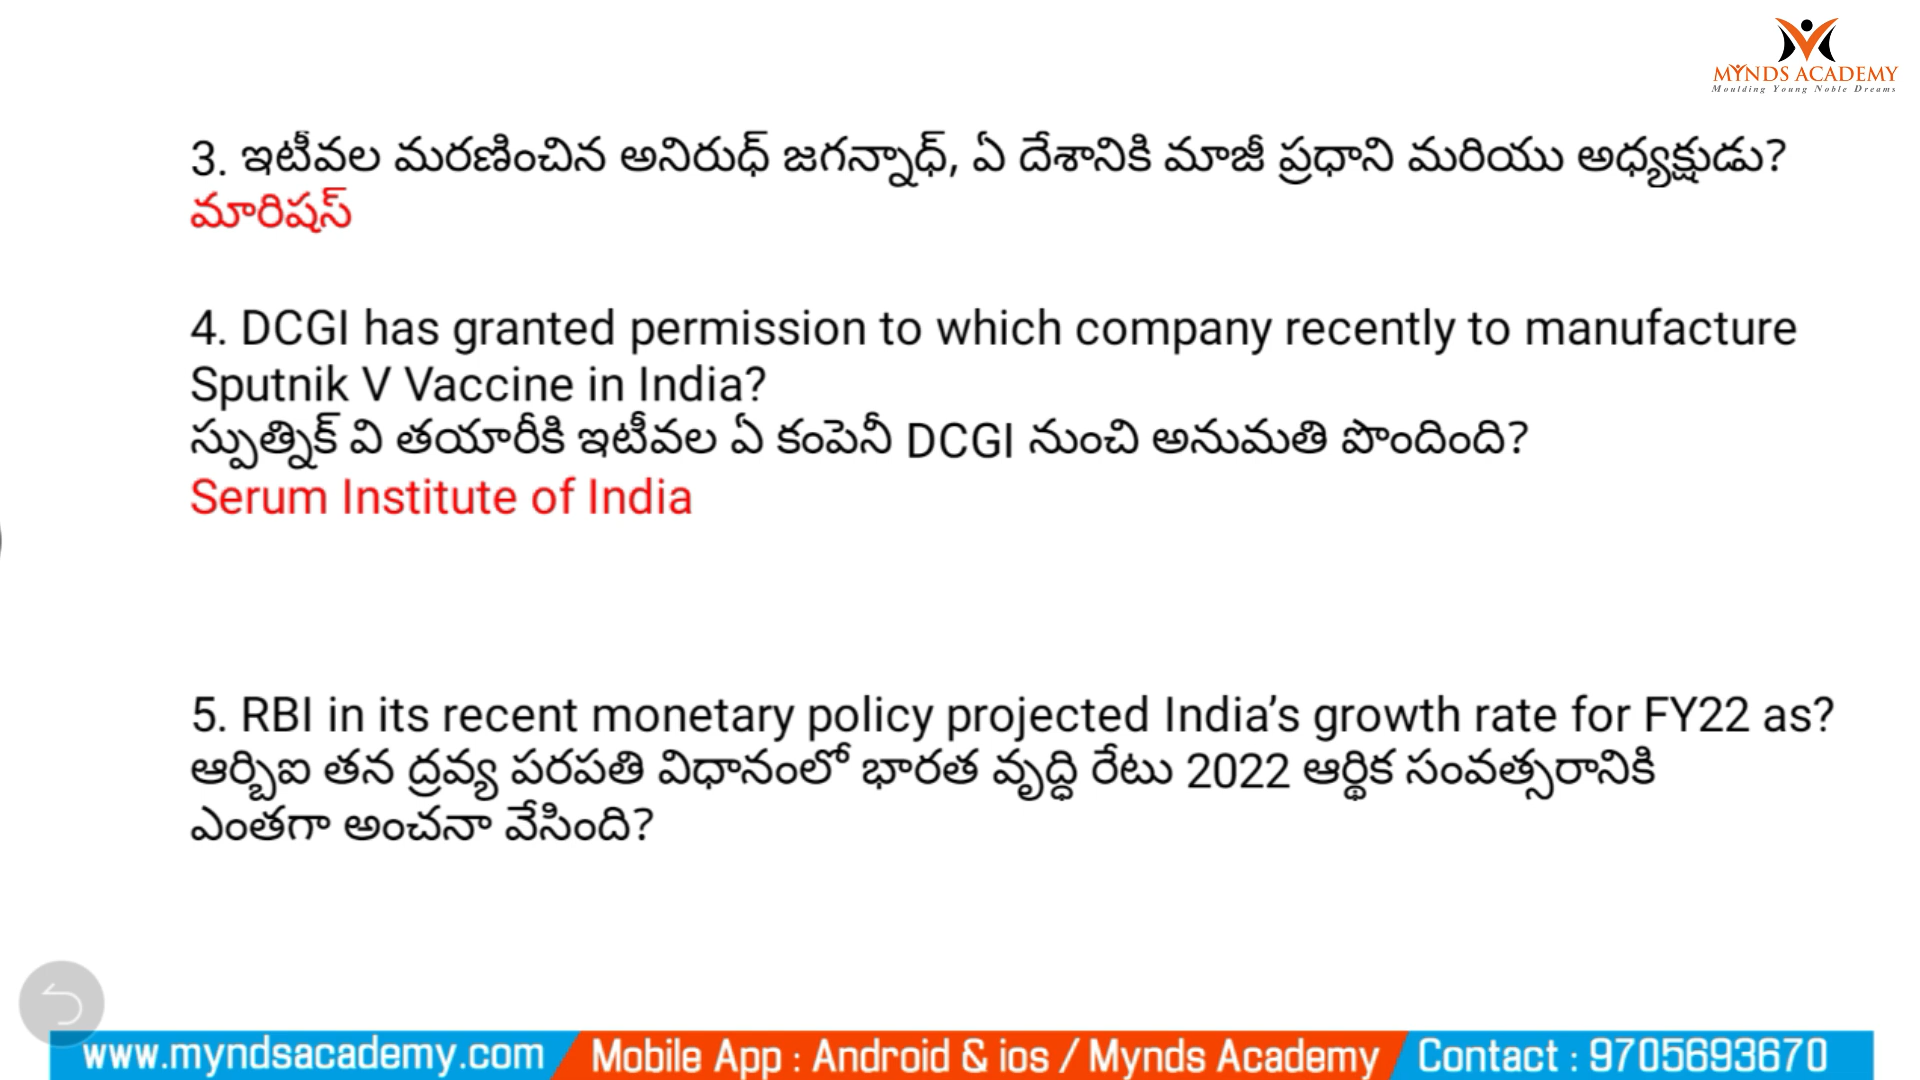 MYNDS ACADEMY
Moulding Young Noble Dreams
3. ఇటీవల మరణించిన అనిరుధ్ జగన్నాధ్, ఏ దేశానికి మాజీ ప్రధాని మరియు అధ్యక్షుడు?
మారిషస్
4. DCGI has granted permission to which company recently to manufacture
Sputnik V Vaccine in India?
స్పుత్నిక్ వి తయారీకి ఇటీవల ఏ కంపెనీ DCGI నుంచి అనుమతి పొందింది?
Serum Institute of India
5. RBI in its recent monetary policy projected India’s growth rate for FY22 as?
ఆర్బిఐ తన ద్రవ్య పరపతి విధానంలో భారత వృద్ధి రేటు 2022 ఆర్థిక సంవత్సరానికి
ఎంతగా అంచనా వేసింది?
www.myndsacademy.com Mobile App : Android & ios / Mynds Academy Contact : 9705693670